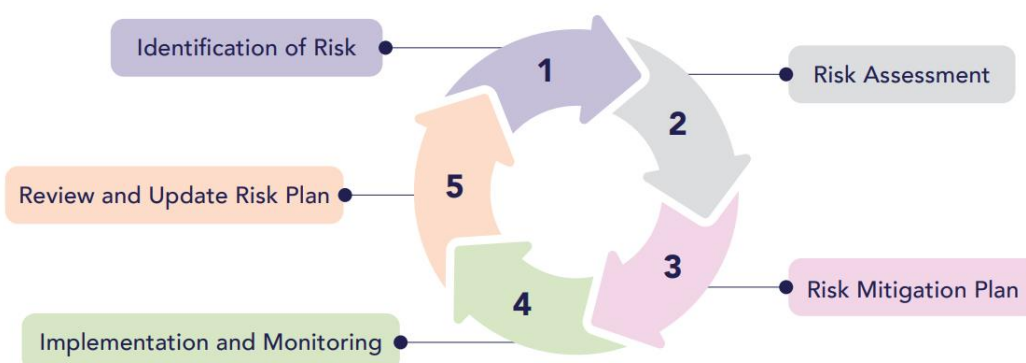 Identification of Risk
1
Risk Assessment
2
Review and Update Risk Plan
5
3
Risk Mitigation Plan
4
Implementation and Monitoring